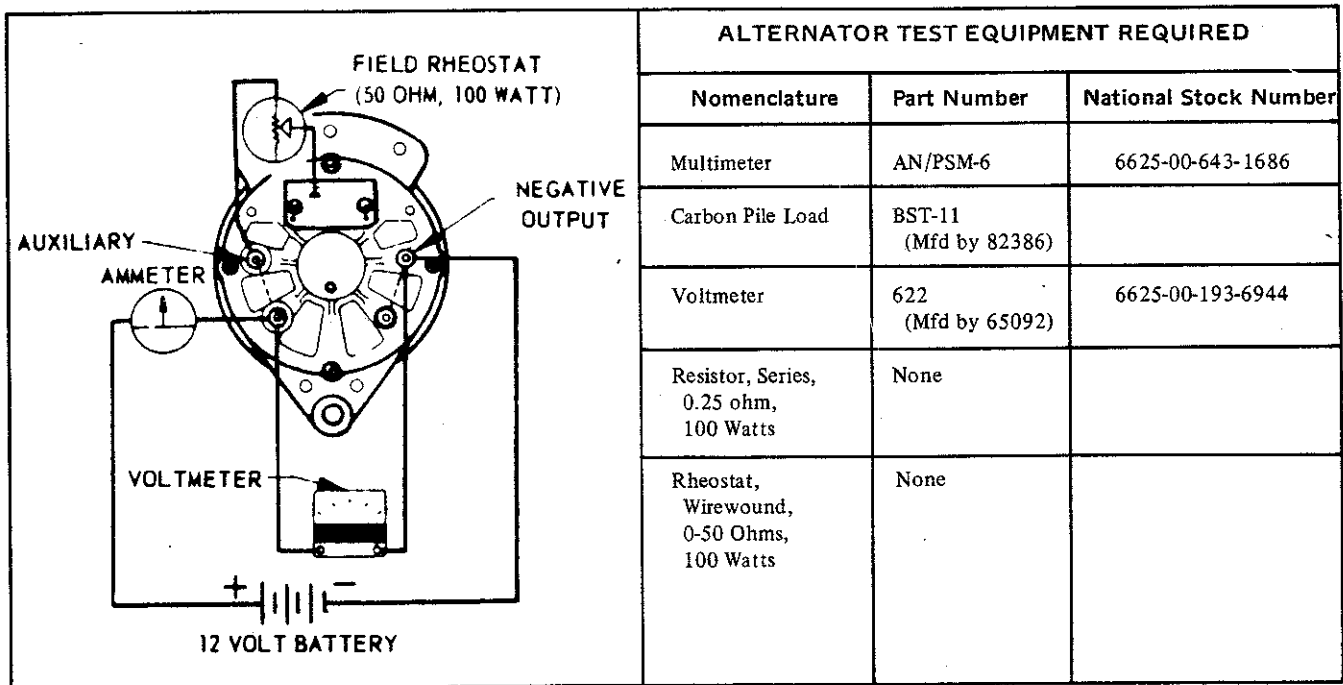 FIELD RHEOSTAT
(50 OHM, 100 WATT)
NEGATIVE
OUTPUT
AUXILIARY
AMMETER
VOLTMETER
+
−
12 VOLT BATTERY
ALTERNATOR TEST EQUIPMENT REQUIRED
Nomenclature Part Number National Stock Number
Multimeter AN/PSM-6 6625-00-643-1686
Carbon Pile Load BST-11
(Mfd by 82386)
Voltmeter 622 6625-00-193-6944
(Mfd by 65092)
Resistor, Series, None
0.25 ohm,
100 Watts
Rheostat, None
Wirewound,
0-50 Ohms,
100 Watts